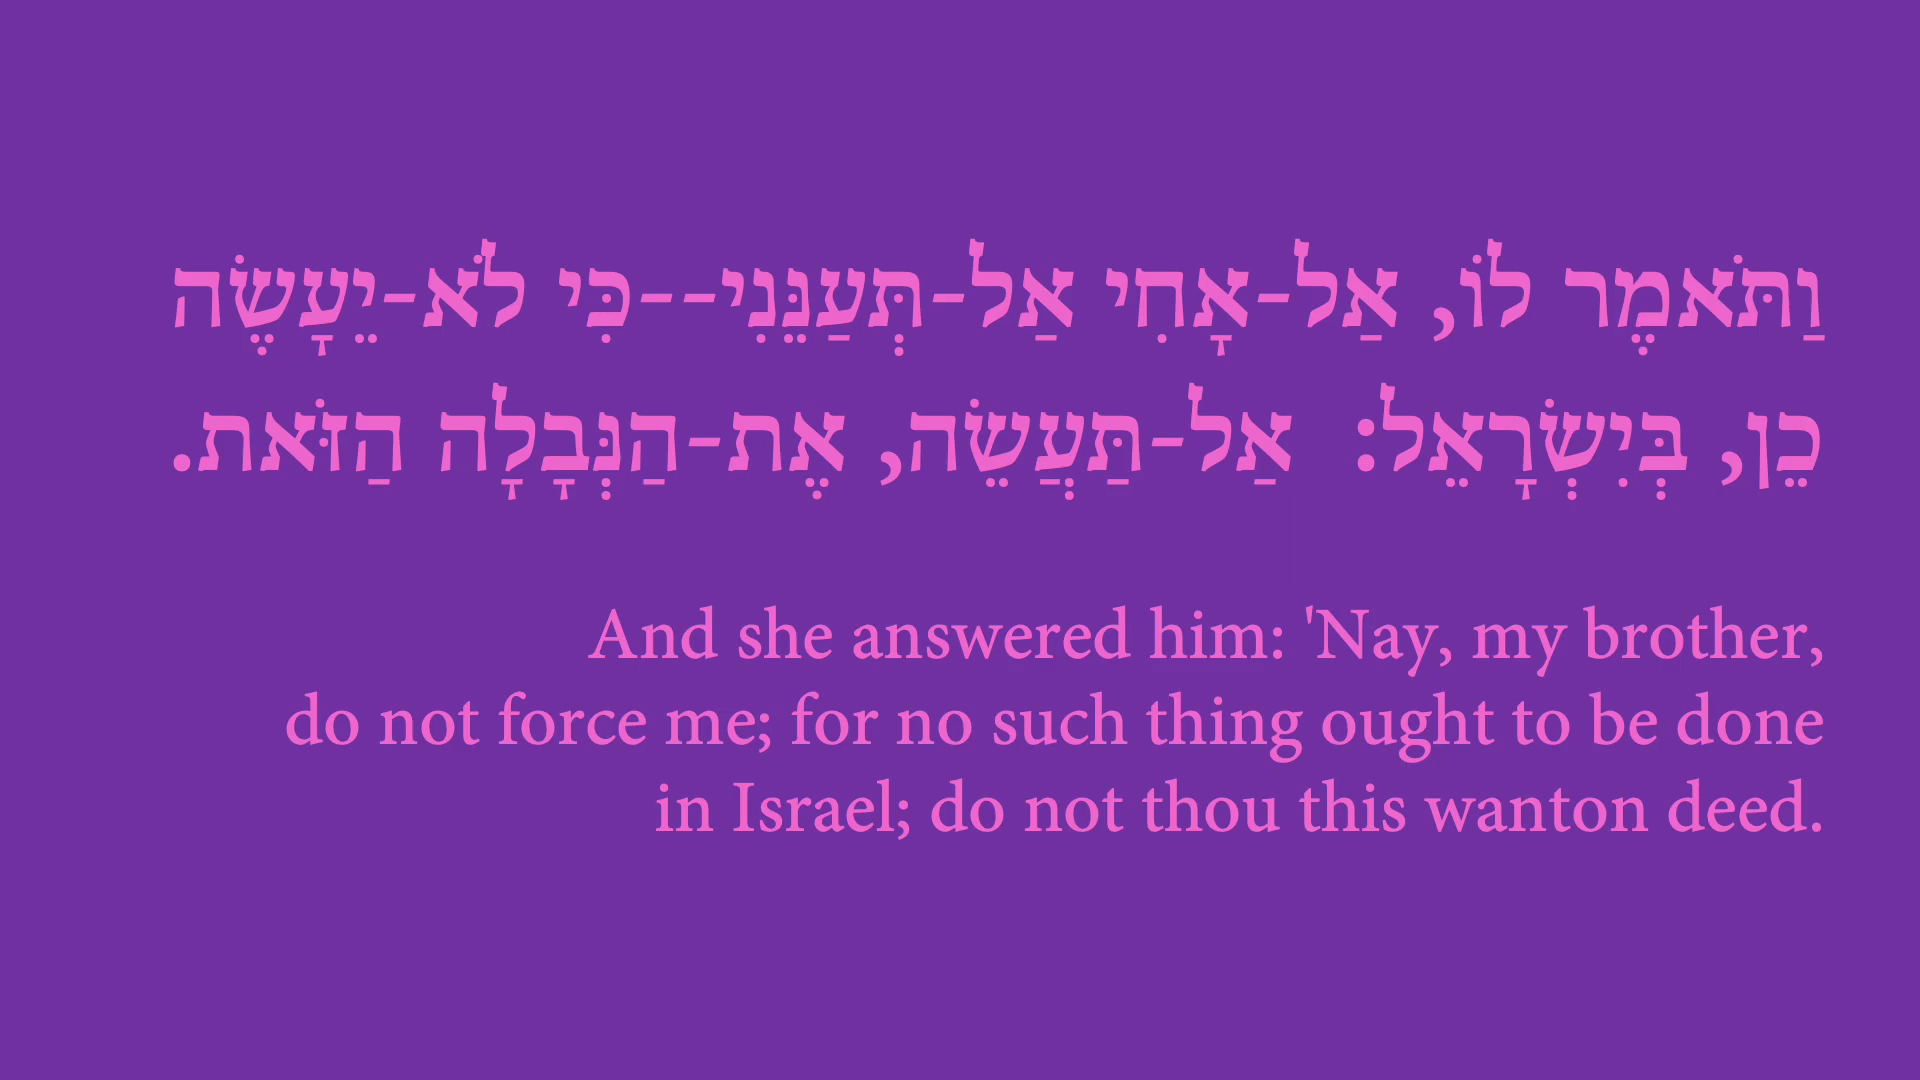 וַתֹּאמֶר לוֹ, אַל-אָחִי אַל-תְּעַנֵּנִי--כִּי לֹא-יֵעָשֶׂה
כֵן, בְּיִשְׂרָאֵל:  אַל-תַּעֲשֵׂה, אֶת-הַנְּבָלָה הַזֹּאת.
And she answered him: 'Nay, my brother,
do not force me; for no such thing ought to be done
in Israel; do not thou this wanton deed.